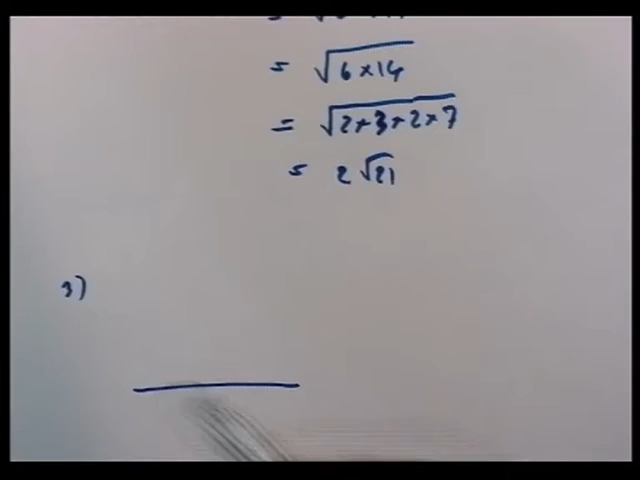 = √6×14
= √2×3×2×7
= 2√21
3)